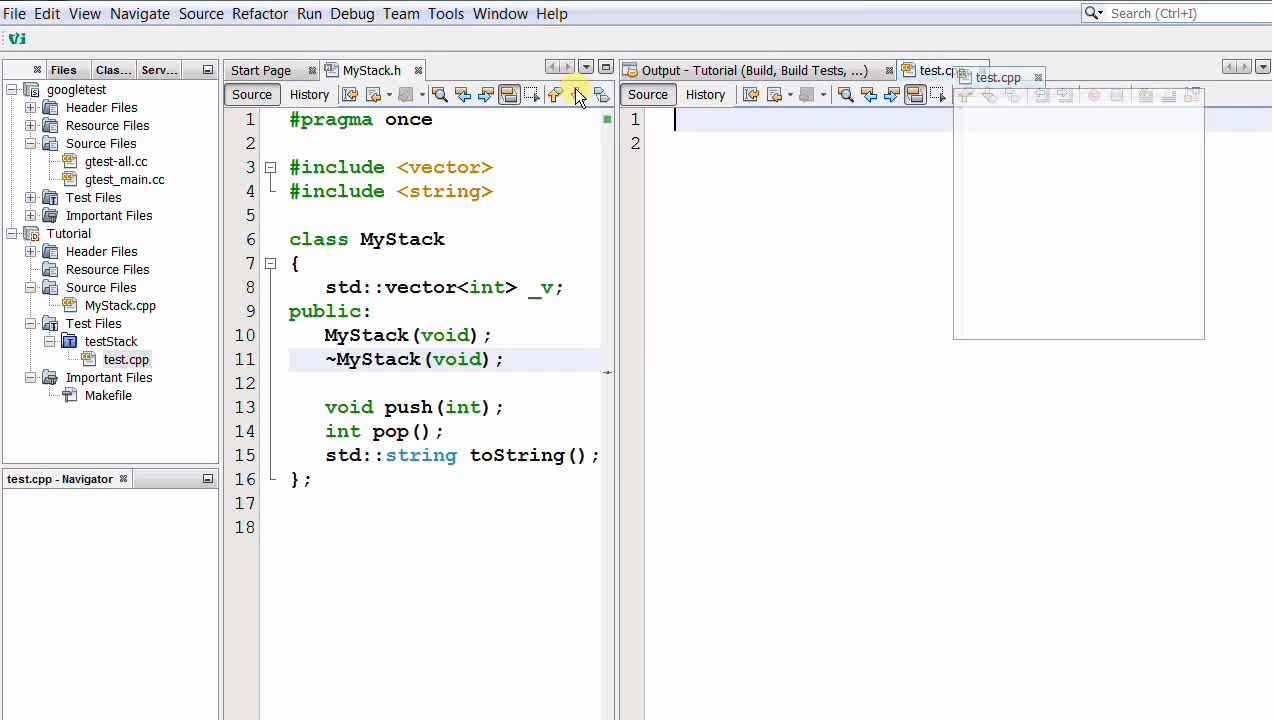 File Edit View Navigate Source Refactor Run Debug Team Tools Window Help
Search (Ctrl+I)
Files Clas... Serv...
googletest
Header Files
Resource Files
Source Files
gtest-all.cc
gtest_main.cc
Test Files
Important Files
Tutorial
Header Files
Resource Files
Source Files
MyStack.cpp
Test Files
testStack
test.cpp
Important Files
Makefile
test.cpp - Navigator
Start Page MyStack.h
Source History
1 #pragma once
2
3 #include <vector>
4 #include <string>
5
6 class MyStack
7 {
8 std::vector<int> _v;
9 public:
10 MyStack(void);
11 ~MyStack(void);
12
13 void push(int);
14 int pop();
15 std::string toString();
16 };
17
18
Output - Tutorial (Build, Build Tests, ...) test.cp
test.cpp
Source History
1
2